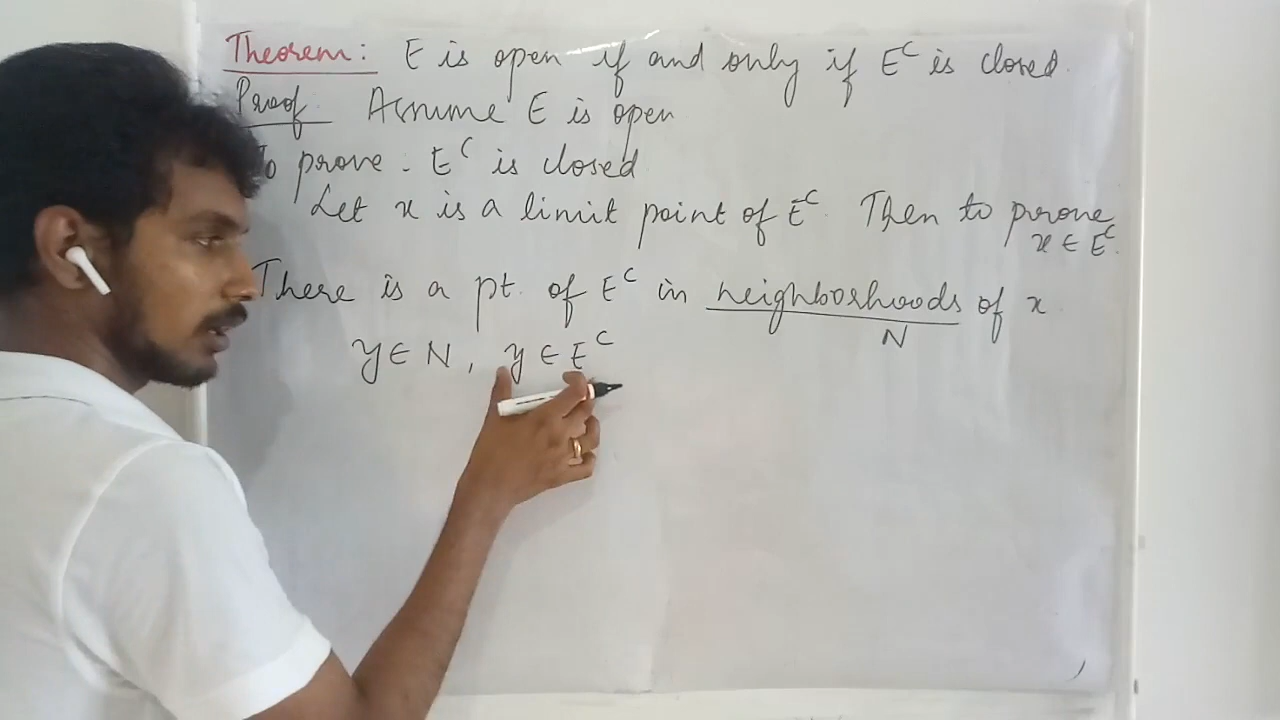 Theorem: E is open if and only if E^C is closed.
Proof Assume E is open
To prove. E^C is closed
Let x is a limit point of E^C. Then to prove
x ∈ E^C.
There is a pt. of E^C in neighborhoods of x
N
y ∈ N, y ∈ E^C